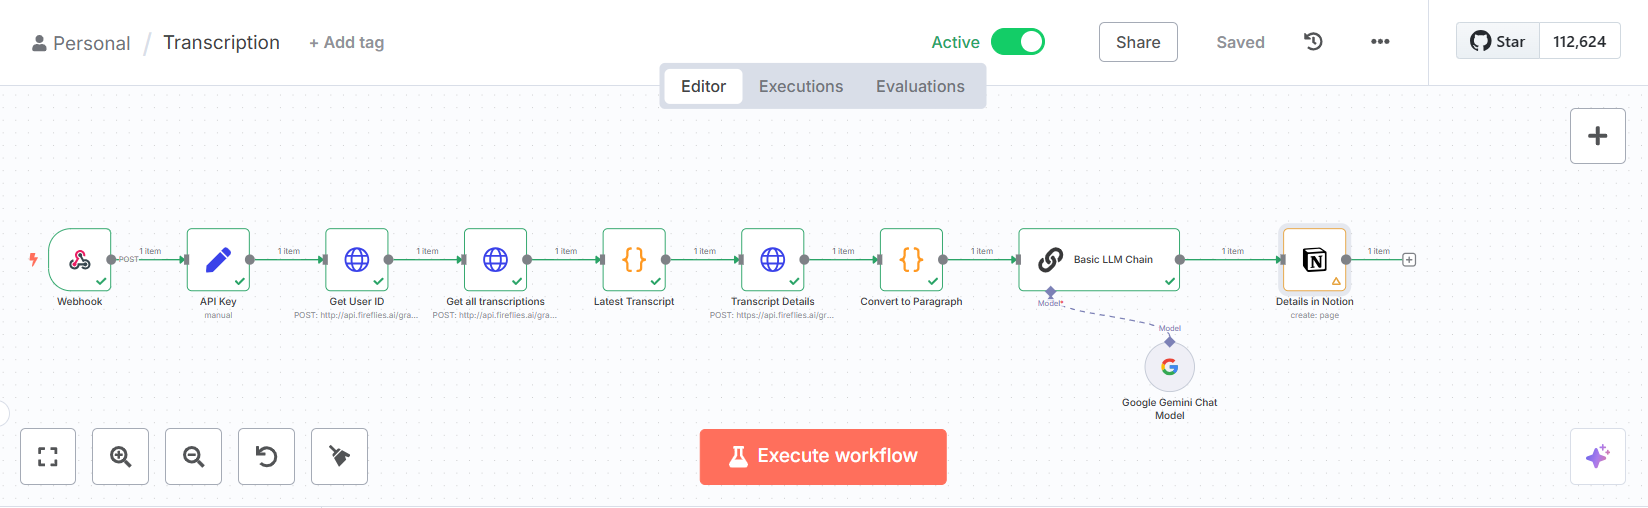 Personal / Transcription + Add tag
Active
Share
Saved
Star 112,624
Editor Executions Evaluations
1 item
1 item
1 item
1 item
1 item
1 item
1 item
1 item
1 item
POST
Basic LLM Chain
Webhook
API Key
manual
Get User ID
POST: http://api.fireflies.ai/gra...
Get all transcriptions
POST: http://api.fireflies.ai/gra...
Latest Transcript
Transcript Details
POST: https://api.fireflies.ai/gr...
Convert to Paragraph
Model*
Details in Notion
create: page
Model
Google Gemini Chat
Model
Execute workflow